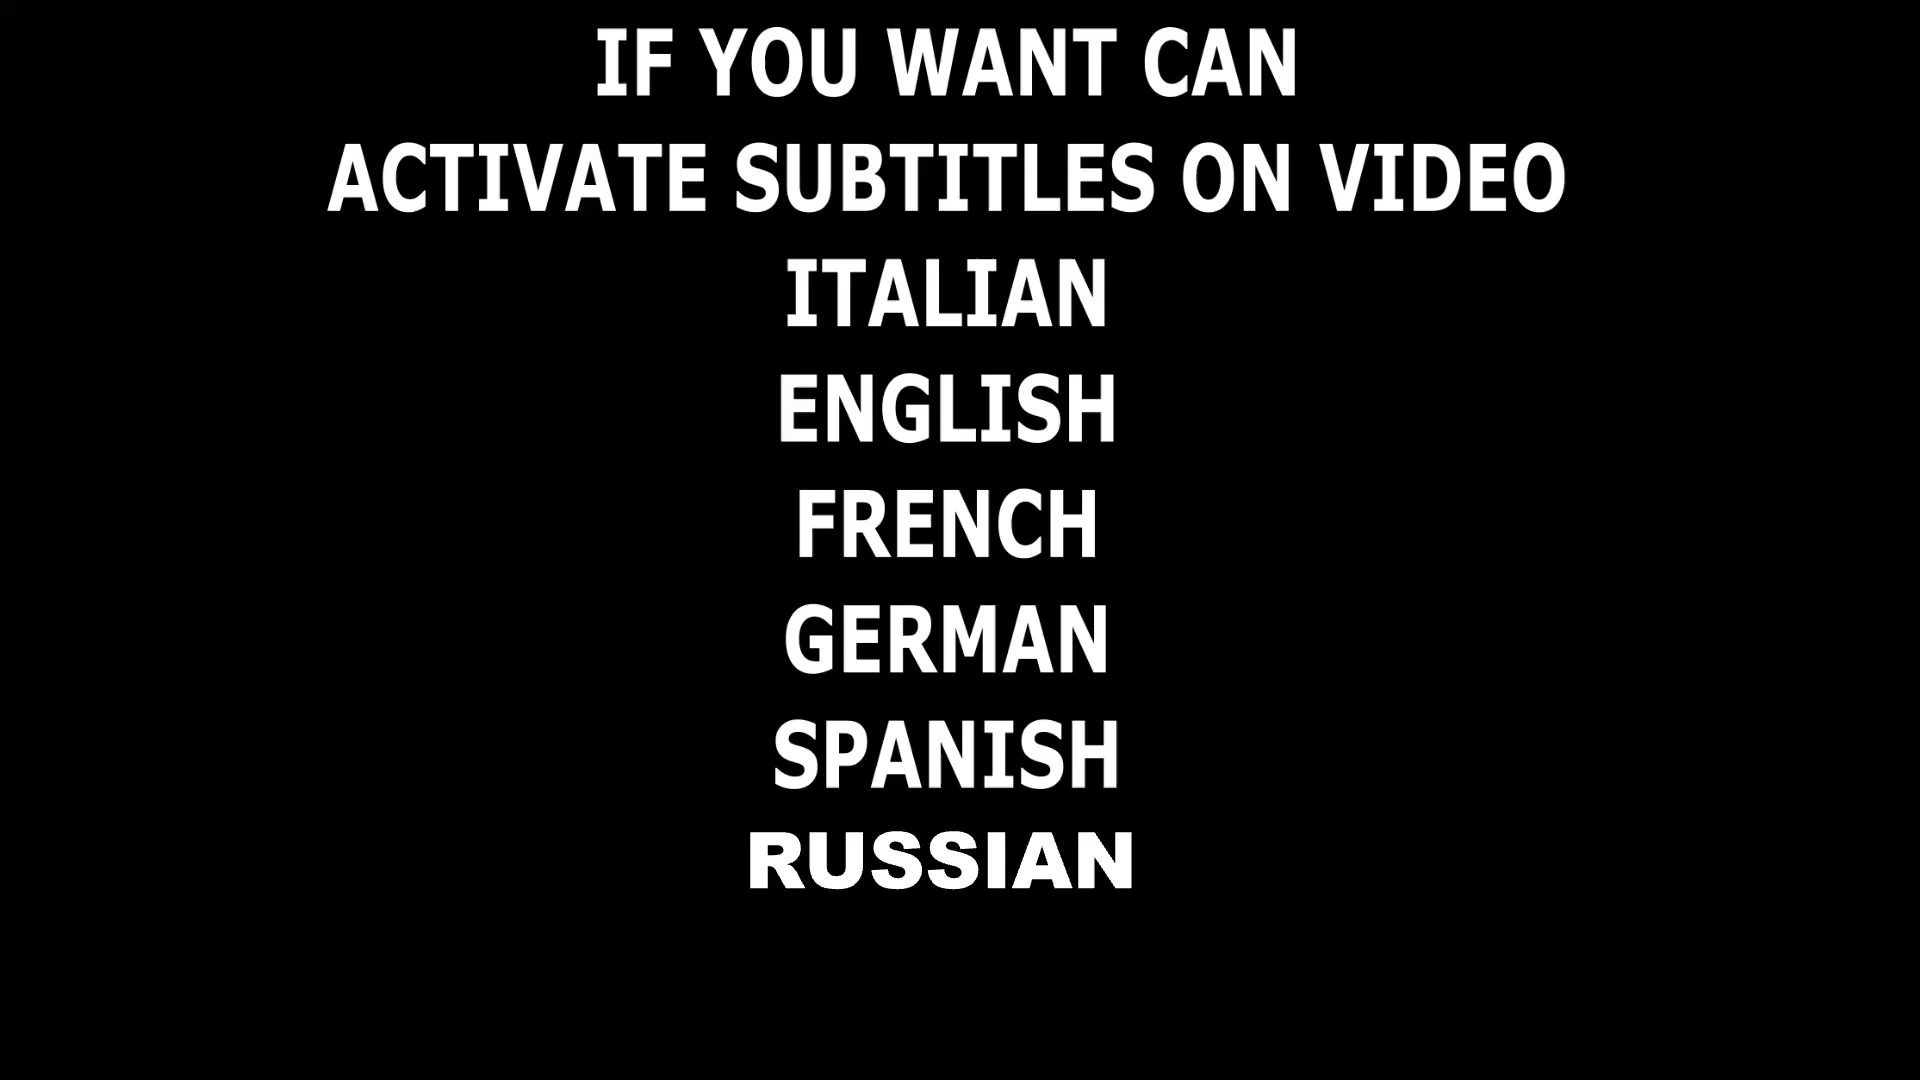 IF YOU WANT CAN
ACTIVATE SUBTITLES ON VIDEO
ITALIAN
ENGLISH
FRENCH
GERMAN
SPANISH
RUSSIAN